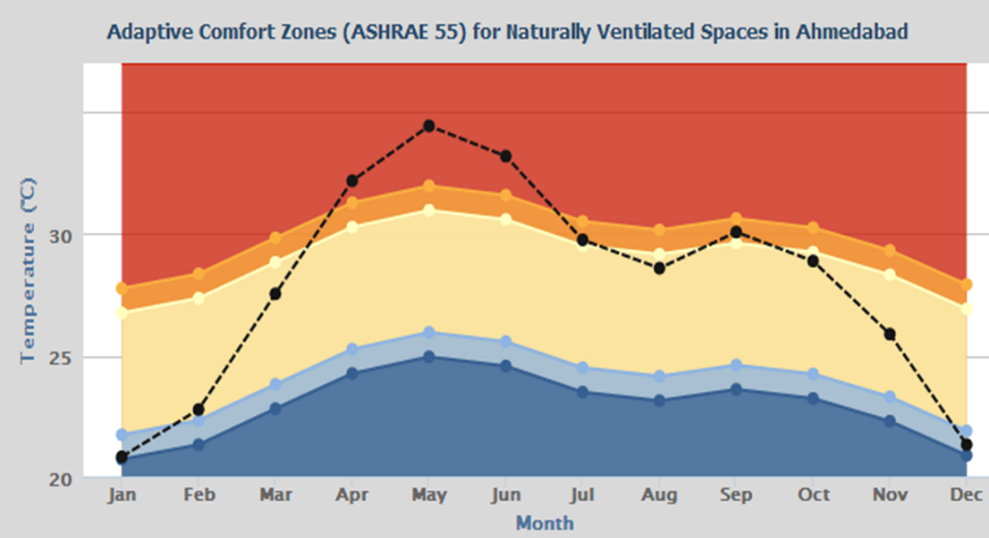 Adaptive Comfort Zones (ASHRAE 55) for Naturally Ventilated Spaces in Ahmedabad
Temperature (°C)
30
25
20
Jan Feb Mar Apr May Jun Jul Aug Sep Oct Nov Dec
Month